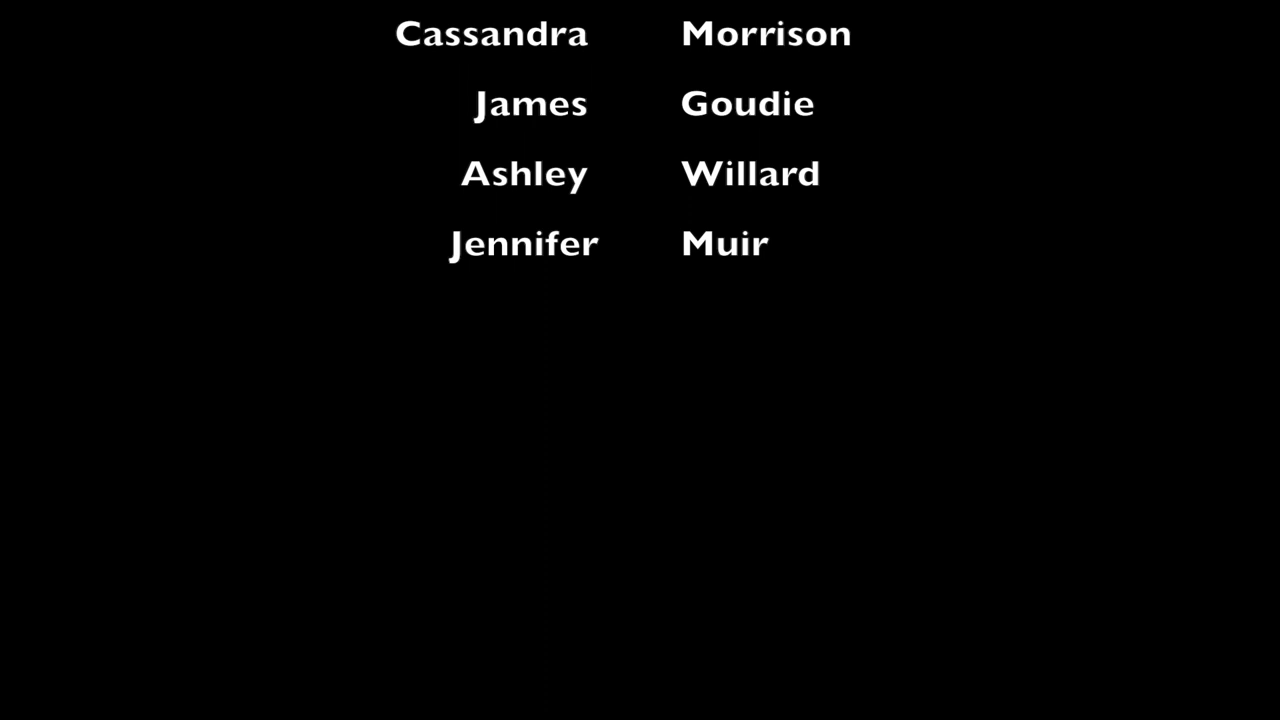 Cassandra Morrison
James Goudie
Ashley Willard
Jennifer Muir